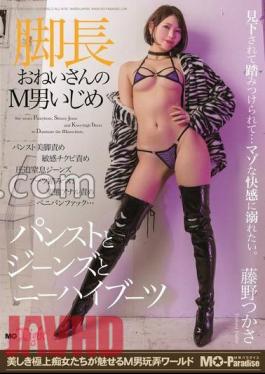 見下されて踏みつけられて…マゾな快感に溺れたい。
脚長
おねいさんの
M男いじめ
パンスト美脚責め
敏感チクビ責め
圧迫窒息ジーンズ
ペニバンファック…
パンストと
ジーンズと
ニーハイブーツ
藤野つかさ
MO-Paradise
美しき極上痴女たちが魅せるM男玩弄ワールド